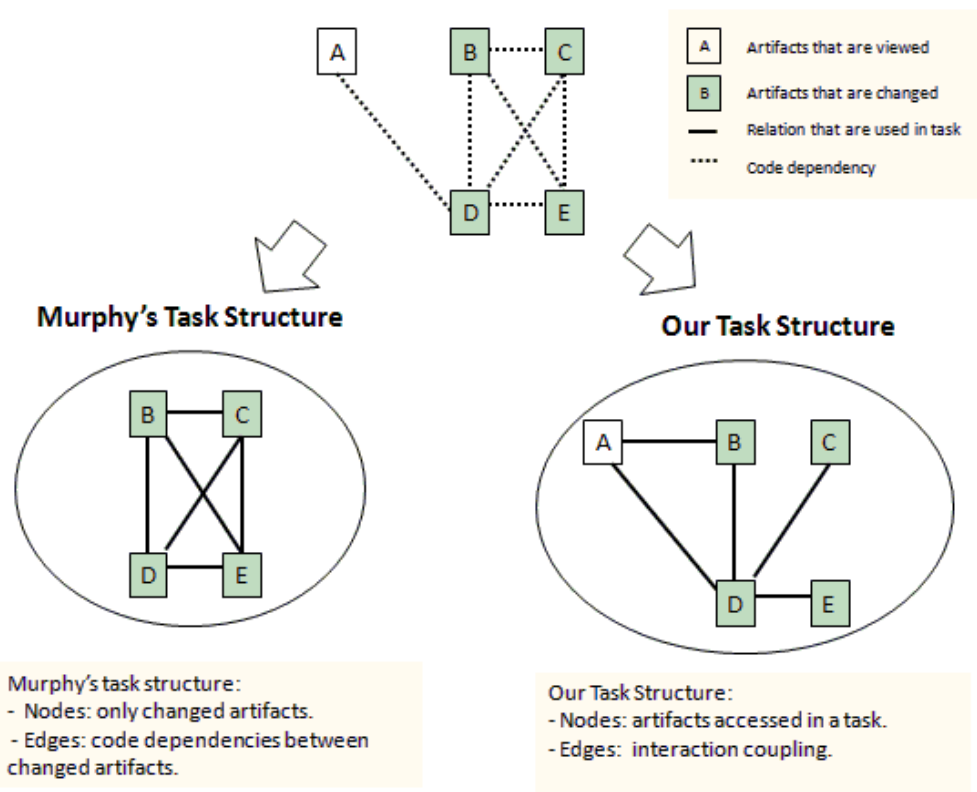 A
B
C
D
E
A Artifacts that are viewed
B Artifacts that are changed
Relation that are used in task
Code dependency
Murphy's Task Structure
B
C
D
E
Murphy's task structure:
- Nodes: only changed artifacts.
- Edges: code dependencies between
changed artifacts.
Our Task Structure
A
B
C
D
E
Our Task Structure:
- Nodes: artifacts accessed in a task.
- Edges: interaction coupling.